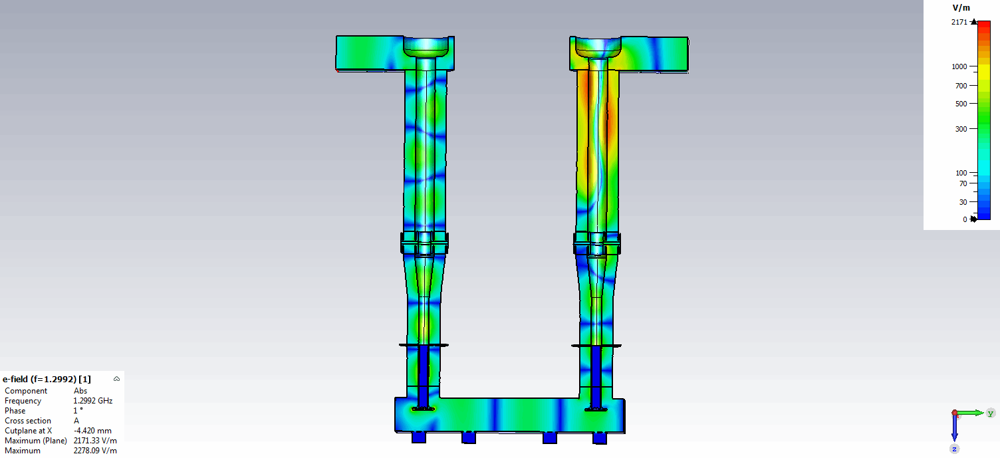 V/m
2171
1000
700
500
300
100
70
30
0
e-field (f=1.2992) [1]
Component Abs
Frequency 1.2992 GHz
Phase 1 °
Cross section A
Cutplane at X -4.420 mm
Maximum (Plane) 2171.33 V/m
Maximum 2278.09 V/m
y
z